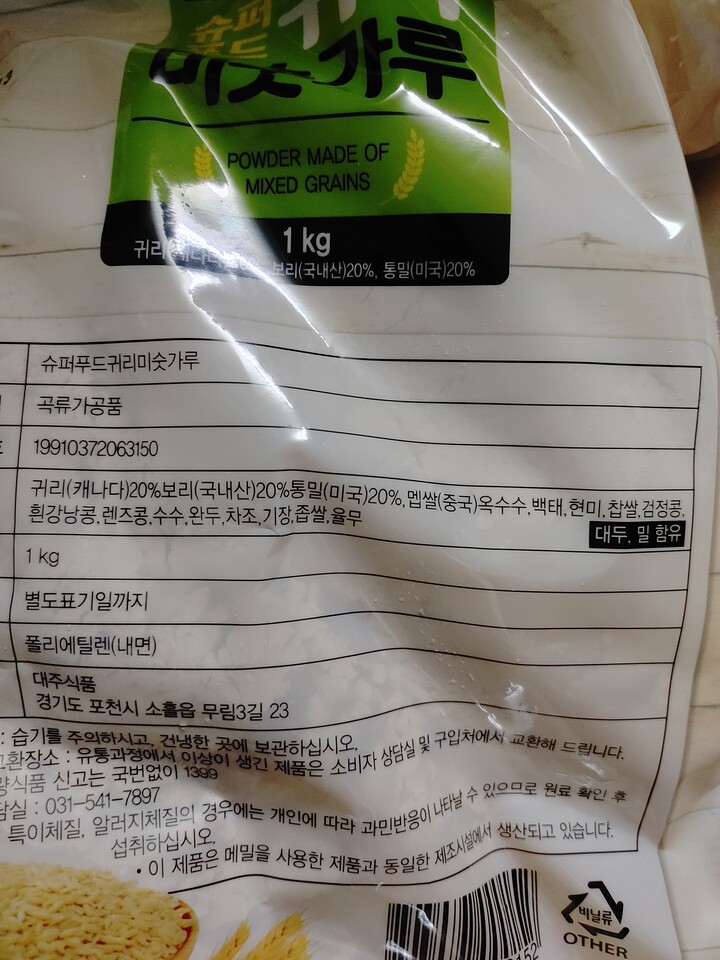 슈퍼
푸드 귀리
미숫가루
POWDER MADE OF
MIXED GRAINS
1 kg
귀리(캐나다)20%, 보리(국내산)20%, 통밀(미국)20%
슈퍼푸드귀리미숫가루
곡류가공품
19910372063150
귀리(캐나다)20%보리(국내산)20%통밀(미국)20%,멥쌀(중국)옥수수,백태,현미,찹쌀,검정콩,
흰강낭콩,렌즈콩,수수,완두,차조,기장,좁쌀,율무
대두, 밀 함유
1 kg
별도표기일까지
폴리에틸렌(내면)
대주식품
경기도 포천시 소흘읍 무림3길 23
: 습기를 주의하시고, 건냉한 곳에 보관하십시오.
환장소 : 유통과정에서 이상이 생긴 제품은 소비자 상담실 및 구입처에서 교환해 드립니다.
량식품 신고는 국번없이 1399
담실 : 031-541-7897
특이체질, 알러지체질의 경우에는 개인에 따라 과민반응이 나타날 수 있으므로 원료 확인 후
섭취하십시오.
• 이 제품은 메밀을 사용한 제품과 동일한 제조시설에서 생산되고 있습니다.
비닐류
OTHER